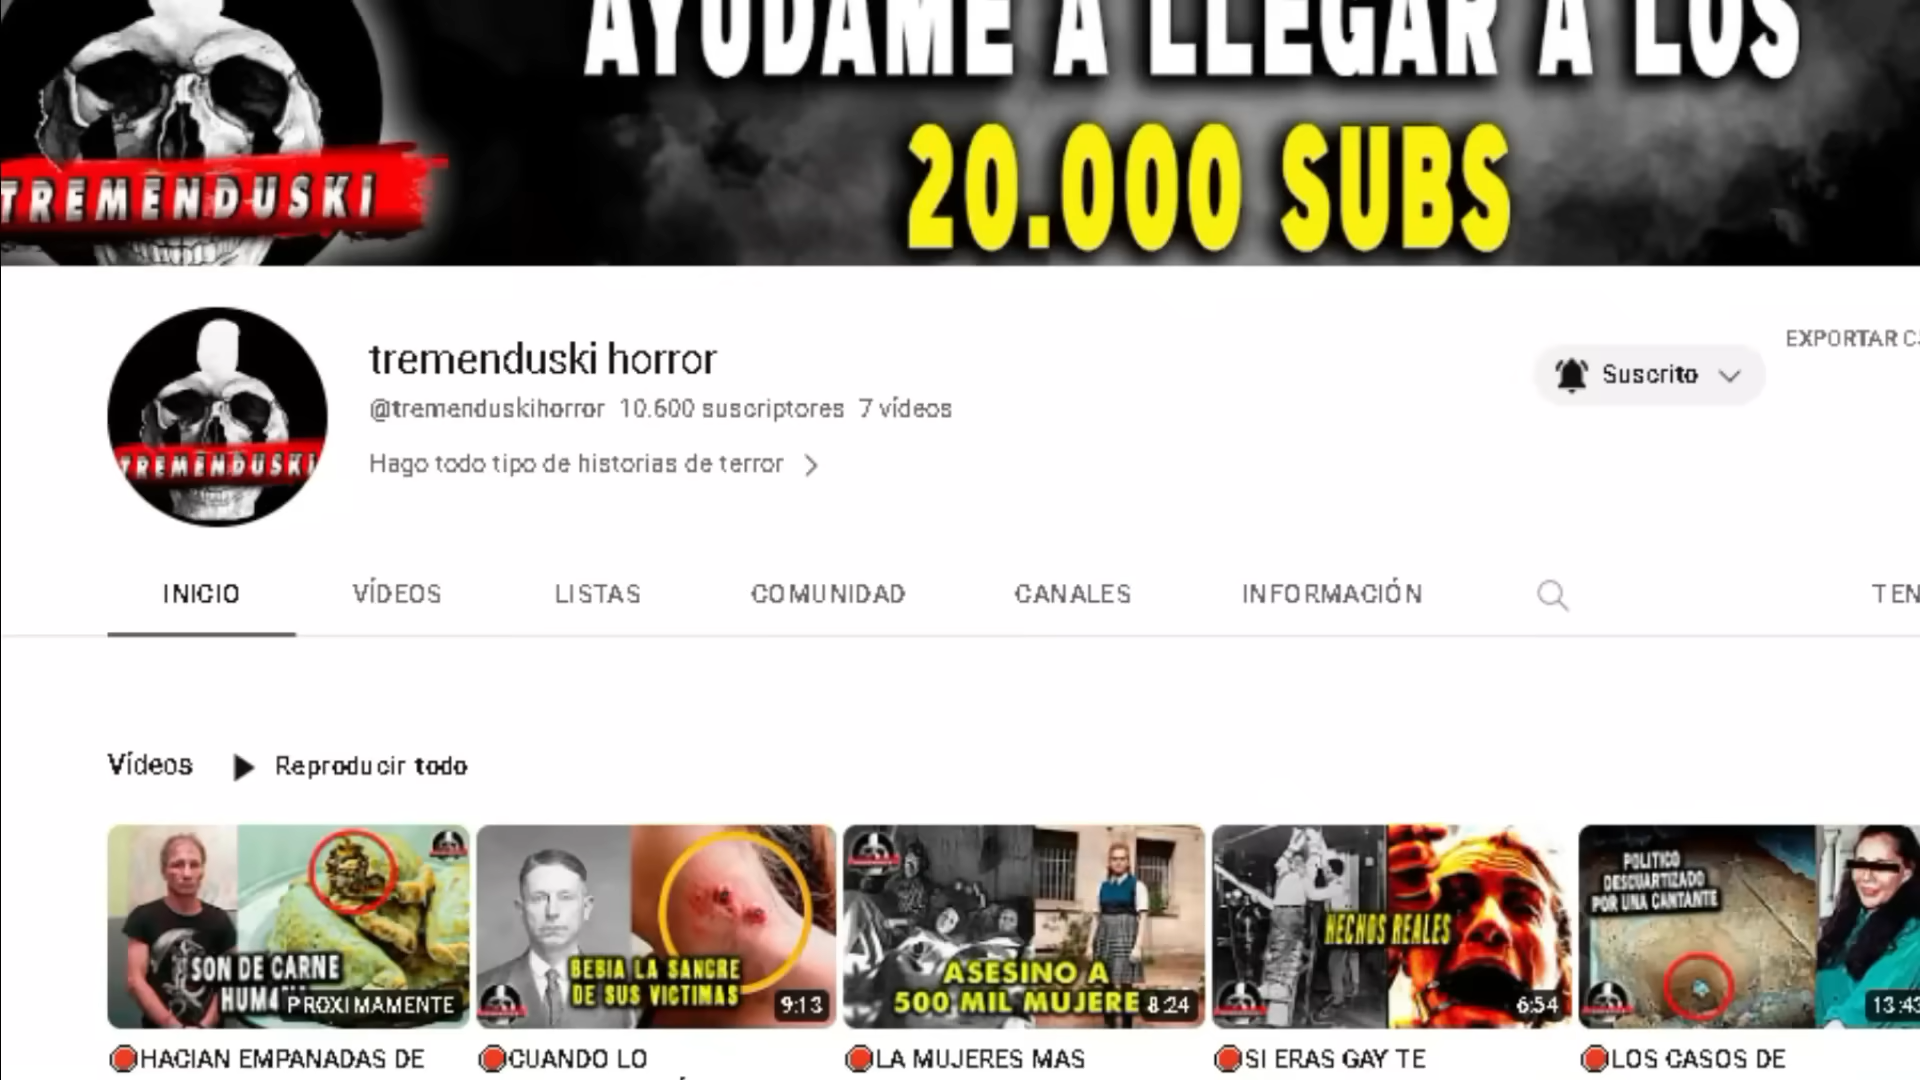 AYUDAME A LLEGAR A LOS
20.000 SUBS
TREMENDUSKI
TREMENDUSKI
tremenduski horror
@tremenduskihorror 10.600 suscriptores 7 vídeos
Hago todo tipo de historias de terror
Suscrito
EXPORTAR
INICIO VÍDEOS LISTAS COMUNIDAD CANALES INFORMACIÓN TEN
Vídeos Reproducir todo
SON DE CARNE
PROXIMAMENTE
BEBIA LA SANGRE
DE SUS VICTIMAS
9:13
ASESINO A
500 MIL MUJERE
8:24
HECHOS REALES
6:54
POLITICO
DESCUARTIZADO
POR UNA CANTANTE
13:43
HACIAN EMPANADAS DE
CUANDO LO
LA MUJERES MAS
SI ERAS GAY TE
LOS CASOS DE